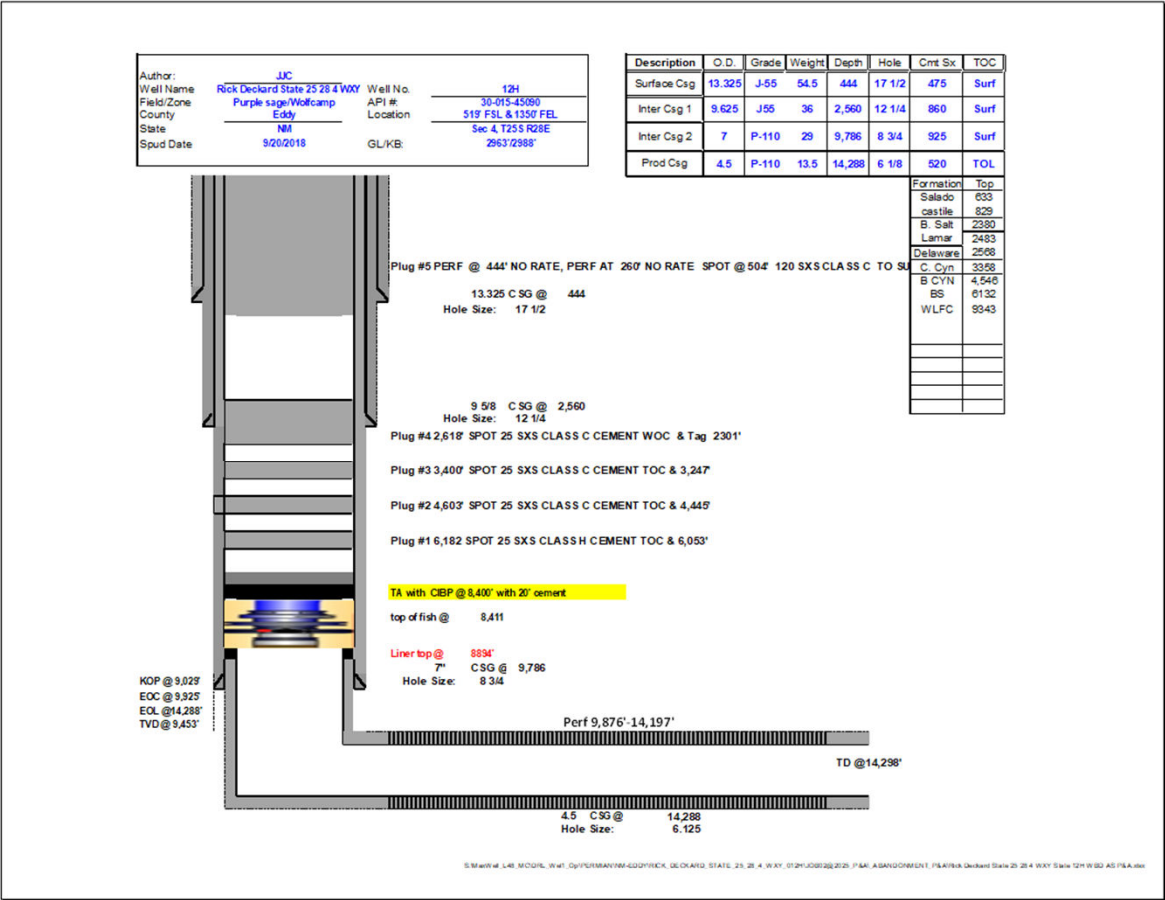 Author: JJC
Well Name Rick Deckard State 25 28 4 WXY Well No. 12H
Field/Zone Purple sage/Wolfcamp API #: 30-015-45090
County Eddy Location 519' FSL & 1350' FEL
State NM Sec 4, T25S R28E
Spud Date 9/20/2018 GL/KB: 2963'/2988'
Description O.D. Grade Weight Depth Hole Cmt Sx TOC
Surface Csg 13.325 J-55 54.5 444 17 1/2 475 Surf
Inter Csg 1 9.625 J55 36 2,560 12 1/4 860 Surf
Inter Csg 2 7 P-110 29 9,786 8 3/4 925 Surf
Prod Csg 4.5 P-110 13.5 14,288 6 1/8 520 TOL
Formation Top
Salado 633
castile 829
B. Salt 2380
Lamar 2483
Delaware 2568
C. Cyn 3358
B CYN 4,546
BS 6132
WLFC 9343
Plug #5 PERF @ 444' NO RATE, PERF AT 260' NO RATE SPOT @ 504' 120 SXS CLASS C TO SU
13.325 CSG @ 444
Hole Size: 17 1/2
9 5/8 CSG @ 2,560
Hole Size: 12 1/4
Plug #4 2,618' SPOT 25 SXS CLASS C CEMENT WOC & Tag 2301'
Plug #3 3,400' SPOT 25 SXS CLASS C CEMENT TOC & 3,247'
Plug #2 4,603' SPOT 25 SXS CLASS C CEMENT TOC & 4,445'
Plug #1 6,182 SPOT 25 SXS CLASS H CEMENT TOC & 6,053'
TA with CIBP @ 8,400' with 20' cement
top of fish @ 8,411
Liner top @ 8894'
7" CSG @ 9,786
Hole Size: 8 3/4
KOP @ 9,029'
EOC @ 9,925'
EOL @14,288'
TVD @ 9,453'
Perf 9,876'-14,197'
TD @14,298'
4.5 CSG @ 14,288
Hole Size: 6.125